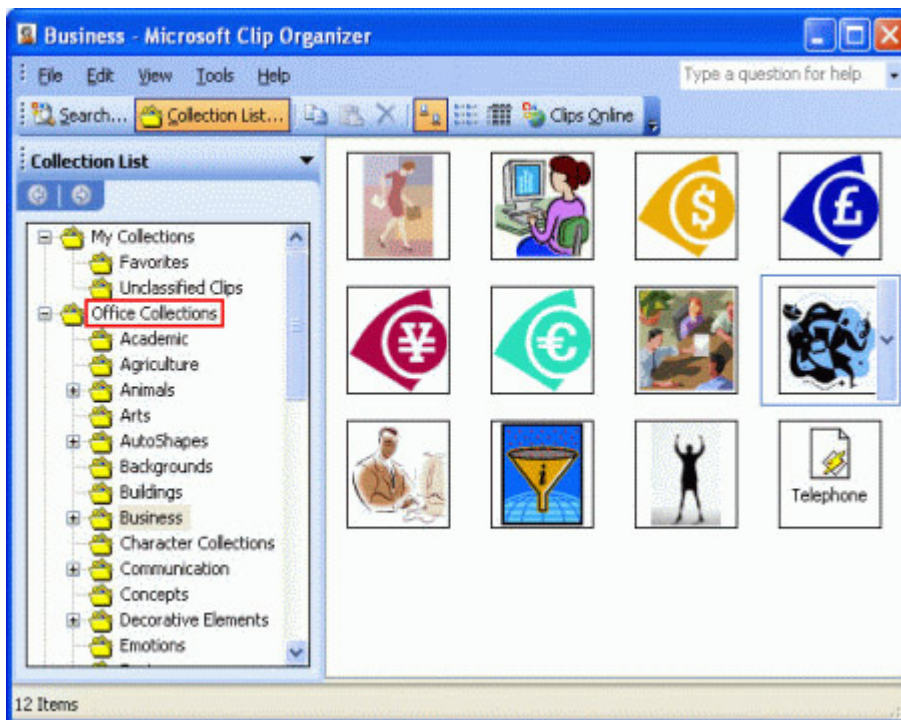 Business - Microsoft Clip Organizer
File Edit View Tools Help
Type a question for help
Search... Collection List... Clips Online
Collection List
My Collections
Favorites
Unclassified Clips
Office Collections
Academic
Agriculture
Animals
Arts
AutoShapes
Backgrounds
Buildings
Business
Character Collections
Communication
Concepts
Decorative Elements
Emotions
$
£
¥
€
i
Telephone
12 Items